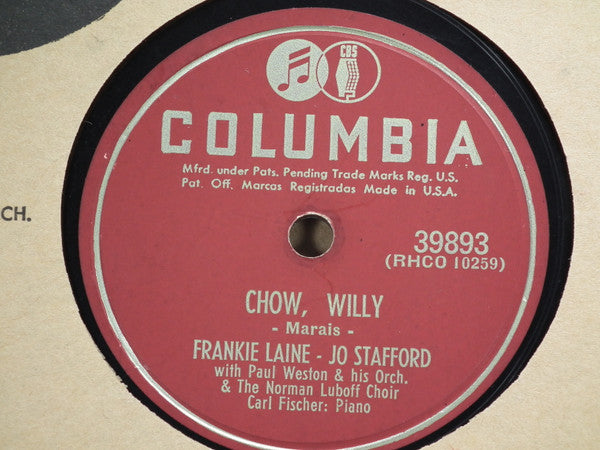 CBS
COLUMBIA
Mfrd. under Pats. Pending Trade Marks Reg. U.S.
Pat. Off. Marcas Registradas Made in U.S.A.
CH.
39893
(RHCO 10259)
CHOW, WILLY
- Marais -
FRANKIE LAINE - JO STAFFORD
with Paul Weston & his Orch.
& The Norman Luboff Choir
Carl Fischer: Piano